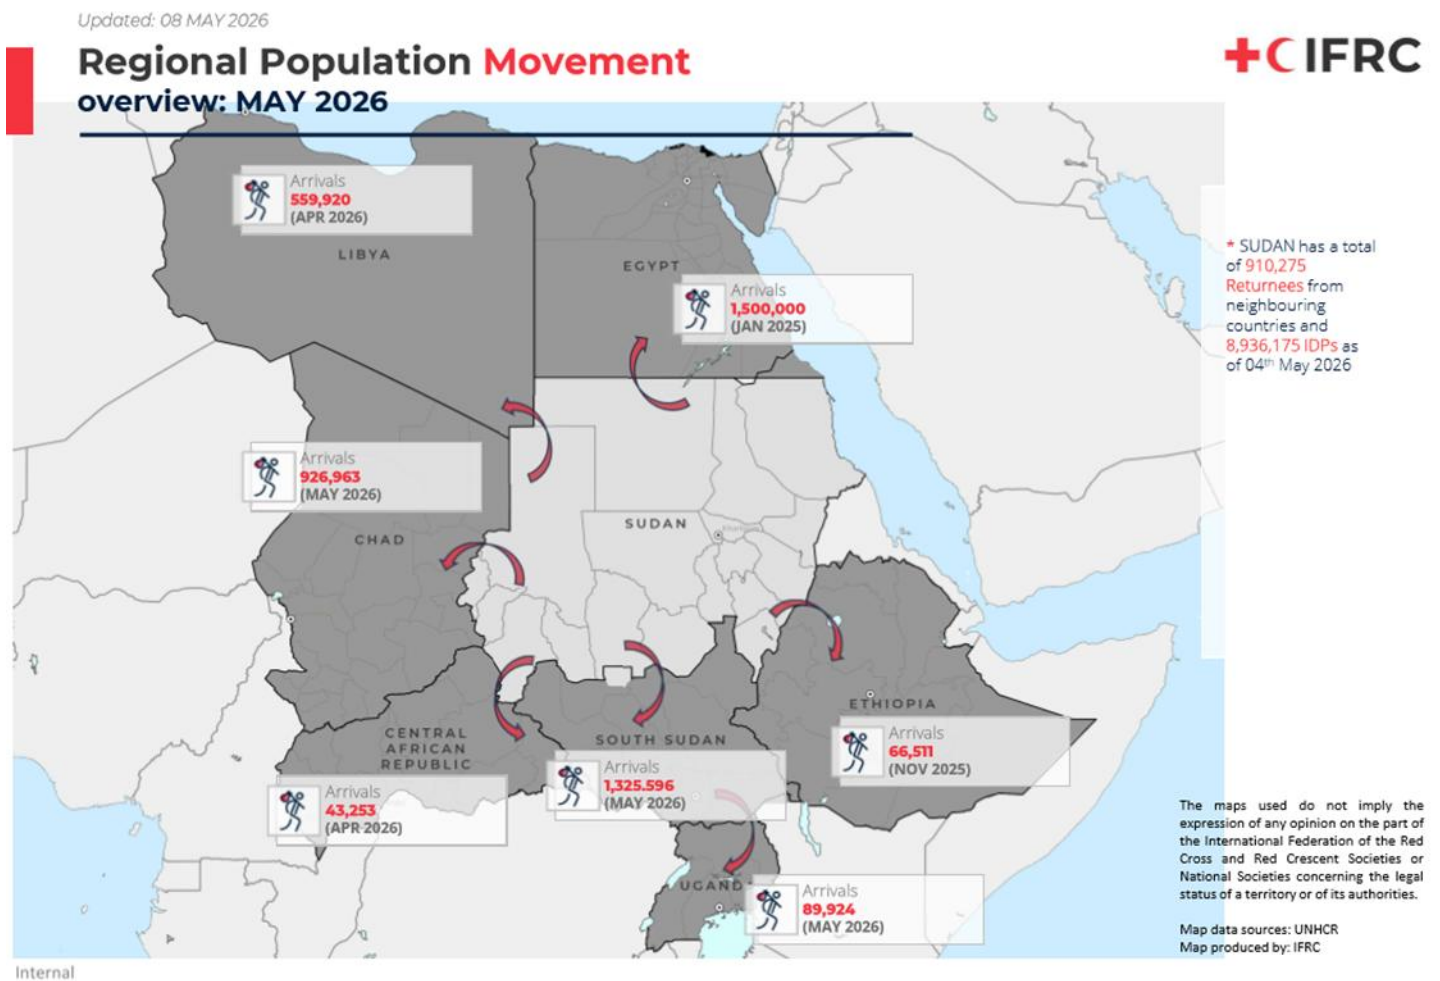 Updated: 08 MAY 2026
Regional Population Movement
overview: MAY 2026
IFRC
Arrivals
559,920
(APR 2026)
LIBYA
EGYPT
Arrivals
1,500,000
(JAN 2025)
* SUDAN has a total
of 910,275
Returnees from
neighbouring
countries and
8,936,175 IDPs as
of 04th May 2026
Arrivals
926,963
(MAY 2026)
CHAD
SUDAN
Khartoum
ETHIOPIA
Arrivals
66,511
(NOV 2025)
CENTRAL
AFRICAN
REPUBLIC
Arrivals
43,253
(APR 2026)
SOUTH SUDAN
Arrivals
1,325.596
(MAY 2026)
UGAND
Arrivals
89,924
(MAY 2026)
The maps used do not imply the
expression of any opinion on the part of
the International Federation of the Red
Cross and Red Crescent Societies or
National Societies concerning the legal
status of a territory or of its authorities.
Map data sources: UNHCR
Map produced by: IFRC
Internal